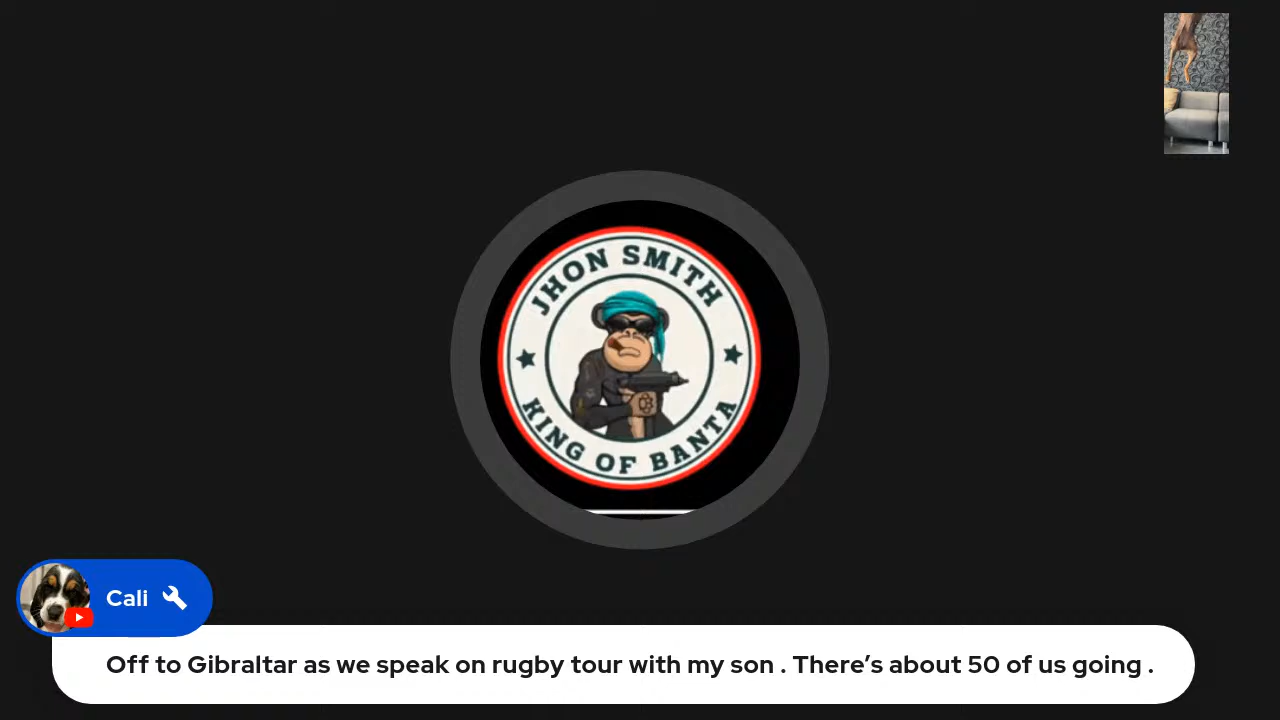 JHON SMITH
KING OF BANTA
Cali
Off to Gibraltar as we speak on rugby tour with my son . There’s about 50 of us going .